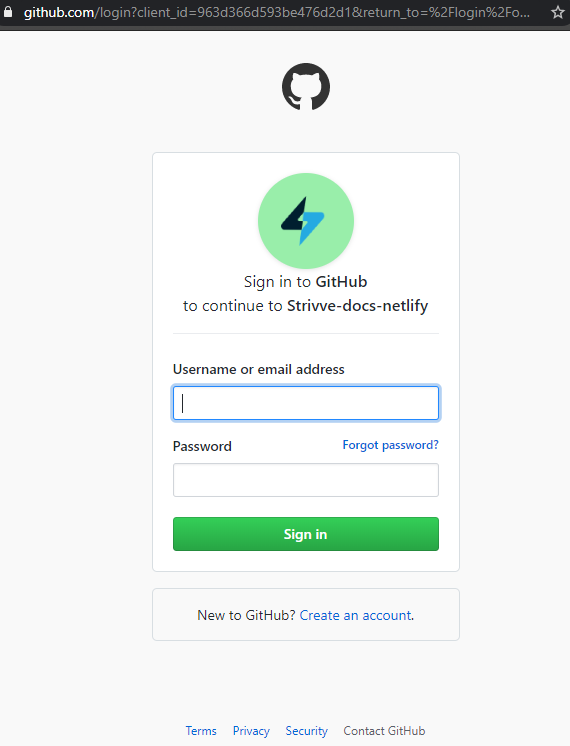 github.com/login?client_id=963d366d593be476d2d1&return_to=%2Flogin%2Fo...
Sign in to GitHub
to continue to Strivve-docs-netlify
Username or email address
Password Forgot password?
Sign in
New to GitHub? Create an account.
Terms Privacy Security Contact GitHub